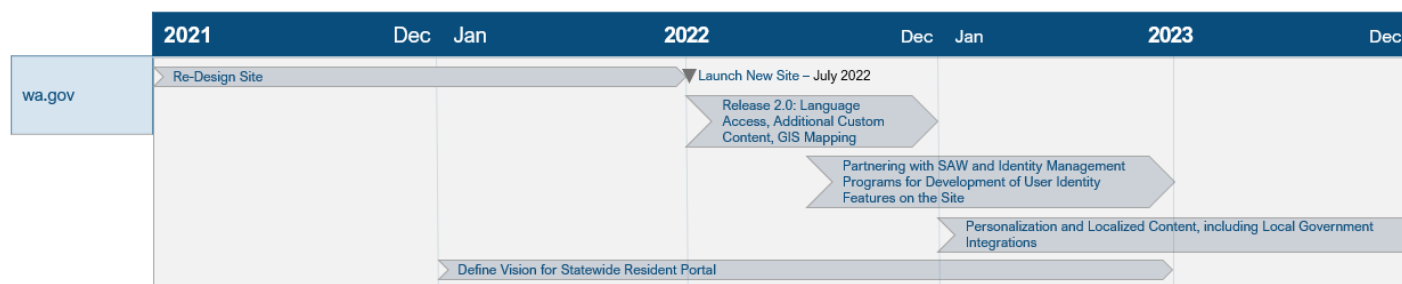 2021 Dec Jan 2022 Dec Jan 2023 Dec
wa.gov
Re-Design Site
Launch New Site – July 2022
Release 2.0: Language
Access, Additional Custom
Content, GIS Mapping
Partnering with SAW and Identity Management
Programs for Development of User Identity
Features on the Site
Personalization and Localized Content, including Local Government
Integrations
Define Vision for Statewide Resident Portal